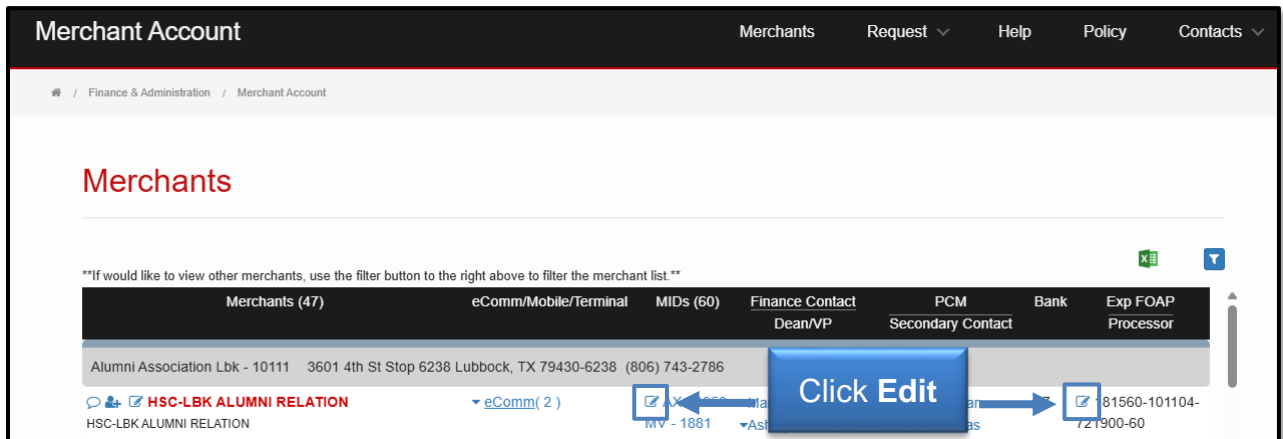 Merchant Account Merchants Request Help Policy Contacts
/ Finance & Administration / Merchant Account
Merchants
**If would like to view other merchants, use the filter button to the right above to filter the merchant list.**
Merchants (47) eComm/Mobile/Terminal MIDs (60) Finance Contact PCM Bank Exp FOAP
Dean/VP Secondary Contact Processor
Alumni Association Lbk - 10111 3601 4th St Stop 6238 Lubbock, TX 79430-6238 (806) 743-2786
Click Edit
HSC-LBK ALUMNI RELATION eComm( 2 ) 181560-101104-
HSC-LBK ALUMNI RELATION MV - 1881 721900-60